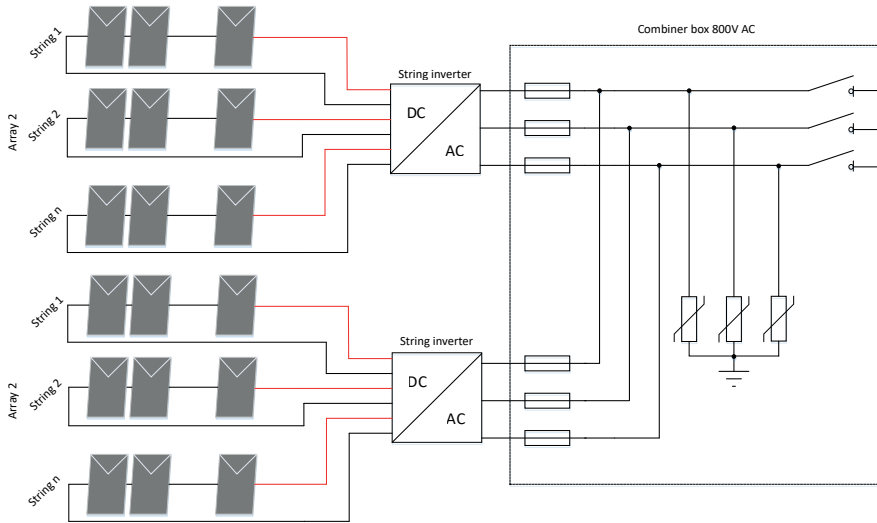 Combiner box 800V AC
String 1
String inverter
DC
Array 2
String 2
AC
String n
String 1
String inverter
DC
Array 2
String 2
AC
String n